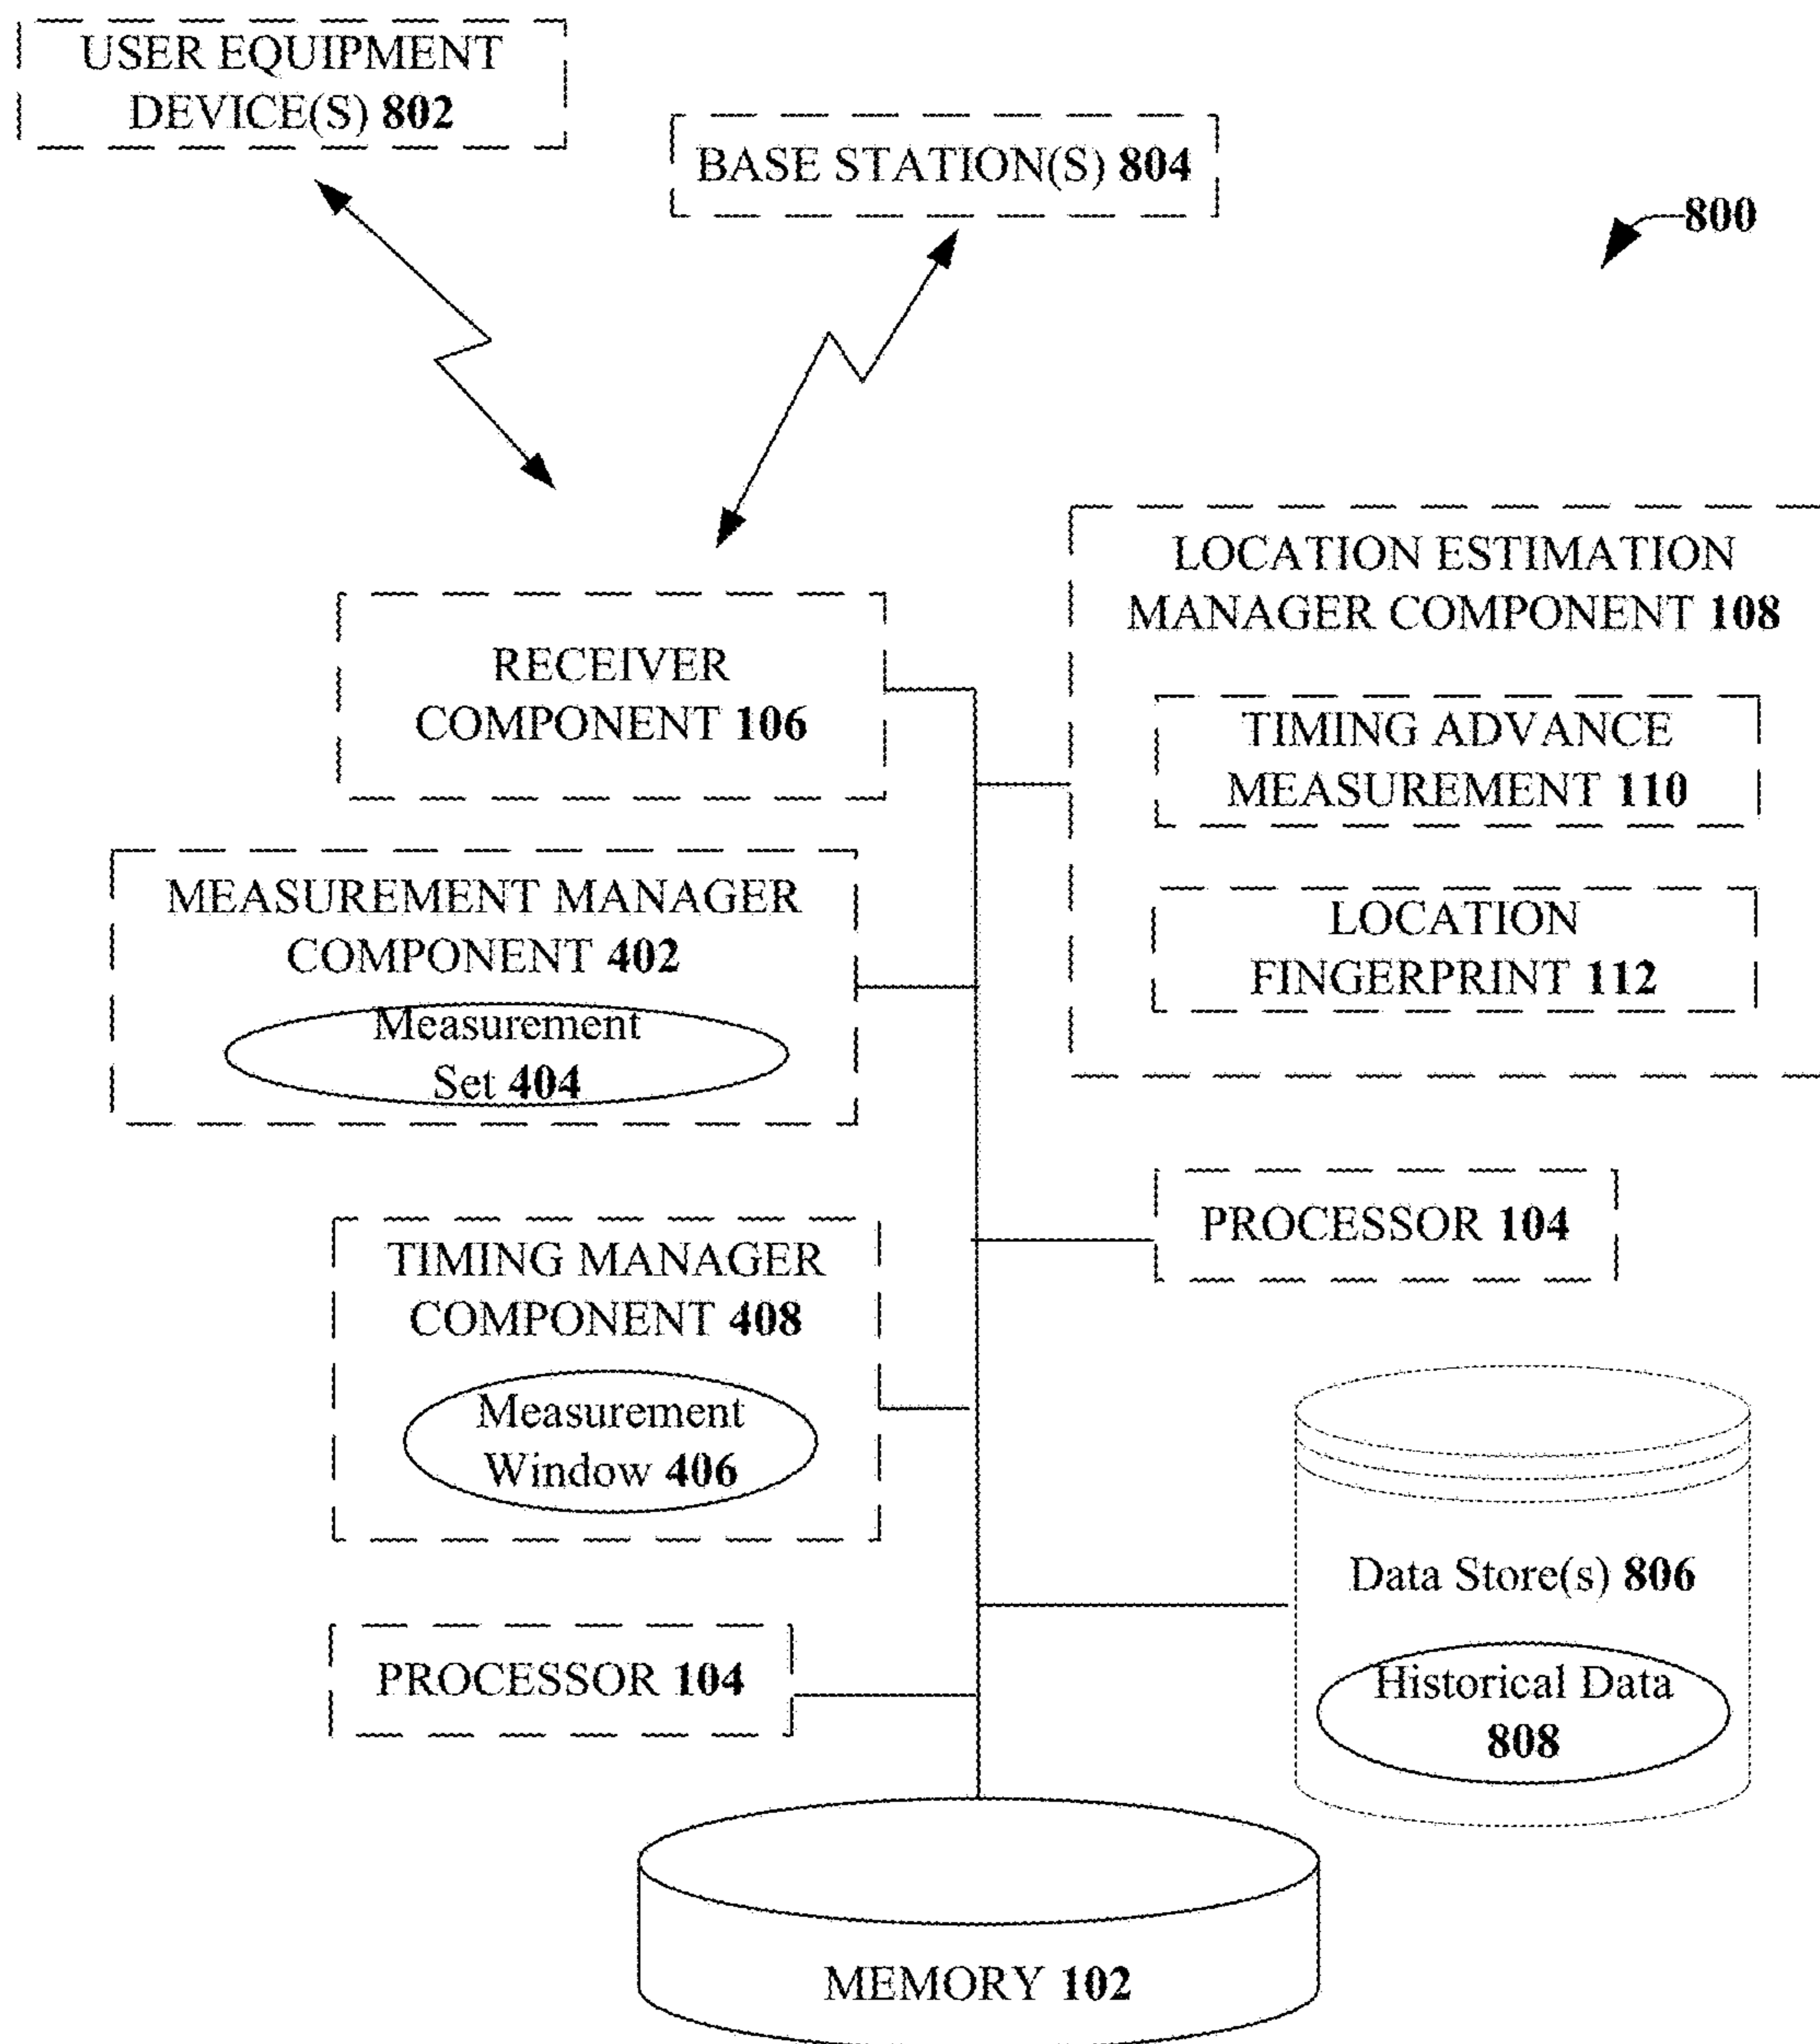 USER EQUIPMENT
DEVICE(S) 802
BASE STATION(S) 804
800
LOCATION ESTIMATION
MANAGER COMPONENT 108
RECEIVER
COMPONENT 106
TIMING ADVANCE
MEASUREMENT 110
MEASUREMENT MANAGER
COMPONENT 402
LOCATION
FINGERPRINT 112
Measurement
Set 404
PROCESSOR 104
TIMING MANAGER
COMPONENT 408
Measurement
Window 406
Data Store(s) 806
PROCESSOR 104
Historical Data
808
MEMORY 102